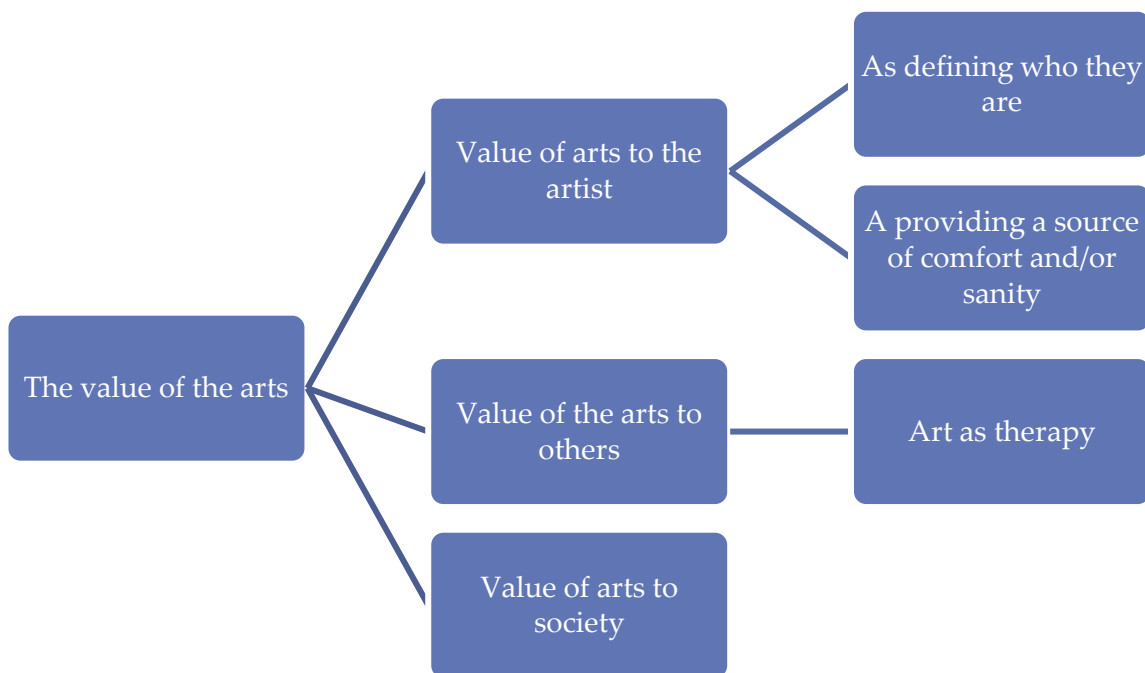 The value of the arts
Value of arts to the
artist
As defining who they
are
A providing a source
of comfort and/or
sanity
Value of the arts to
others
Art as therapy
Value of arts to
society